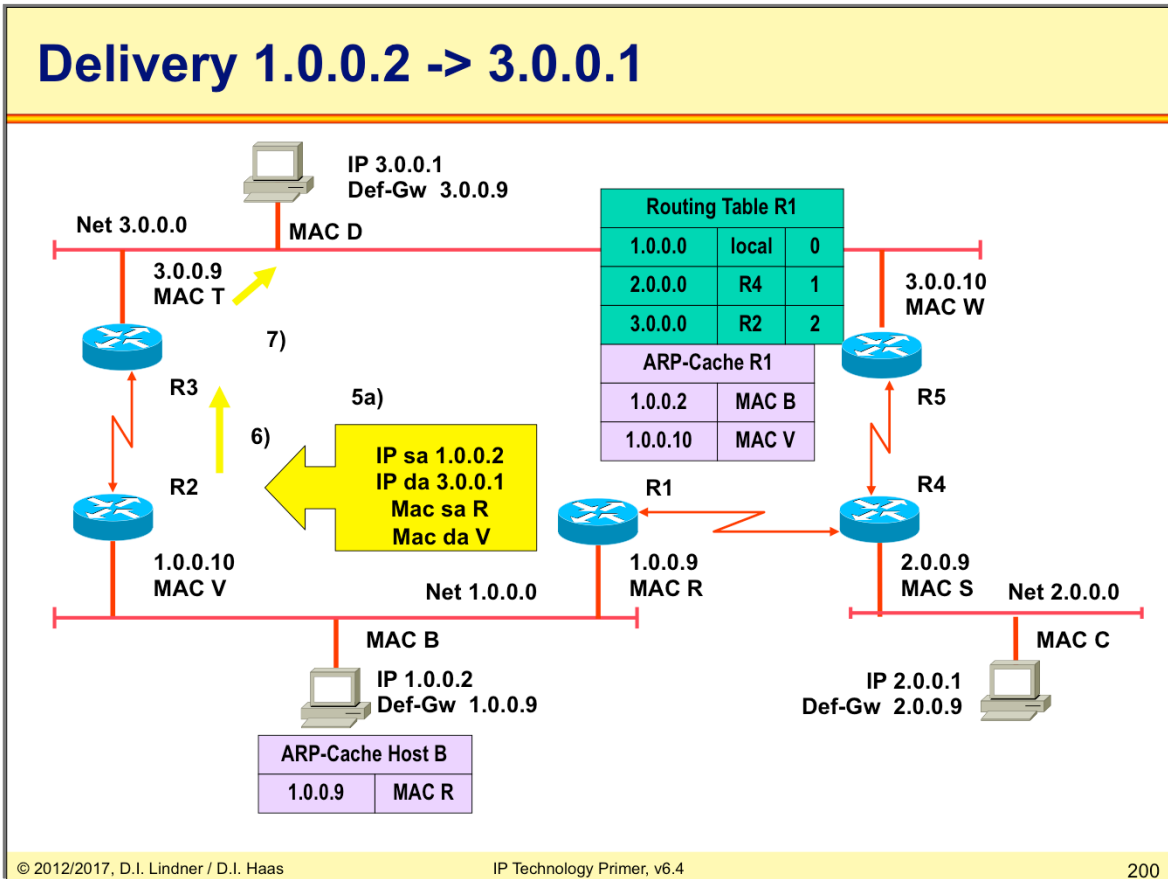 Delivery 1.0.0.2 -> 3.0.0.1
IP 3.0.0.1
Def-Gw 3.0.0.9
Net 3.0.0.0
MAC D
Routing Table R1
1.0.0.0 local 0
2.0.0.0 R4 1
3.0.0.0 R2 2
3.0.0.9
MAC T
3.0.0.10
MAC W
7)
ARP-Cache R1
1.0.0.2 MAC B
1.0.0.10 MAC V
R3
5a)
R5
6)
IP sa 1.0.0.2
IP da 3.0.0.1
Mac sa R
Mac da V
R2
R1
R4
1.0.0.10
MAC V
Net 1.0.0.0
1.0.0.9
MAC R
2.0.0.9
MAC S
Net 2.0.0.0
MAC B
MAC C
IP 1.0.0.2
Def-Gw 1.0.0.9
IP 2.0.0.1
Def-Gw 2.0.0.9
ARP-Cache Host B
1.0.0.9 MAC R
© 2012/2017, D.I. Lindner / D.I. Haas
IP Technology Primer, v6.4
200